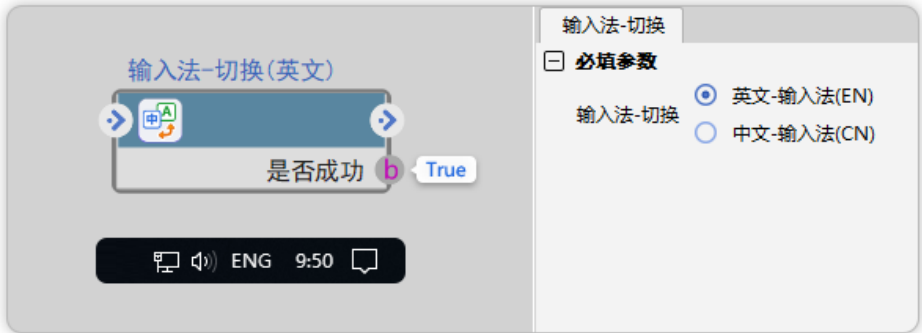 输入法-切换(英文)
中A
是否成功 b True
ENG 9:50
输入法-切换
必填参数
输入法-切换
英文-输入法(EN)
中文-输入法(CN)